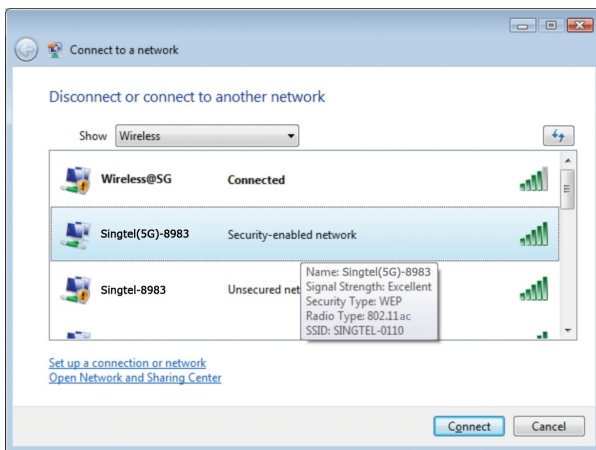 Connect to a network
Disconnect or connect to another network
Show Wireless
Wireless@SG Connected
Singtel(5G)-8983 Security-enabled network
Singtel-8983 Unsecured net
Name: Singtel(5G)-8983
Signal Strength: Excellent
Security Type: WEP
Radio Type: 802.11 ac
SSID: SINGTEL-0110
Set up a connection or network
Open Network and Sharing Center
Connect Cancel